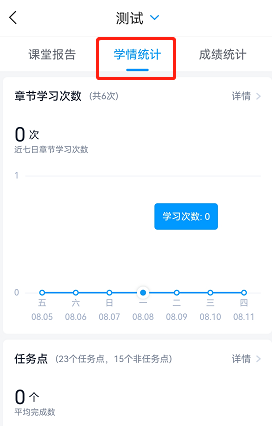 测试
课堂报告 学情统计 成绩统计
章节学习次数 (共6次) 详情
0 次
近七日章节学习次数
1
学习次数: 0
0
五 六 日 一 二 三 四
08.05 08.06 08.07 08.08 08.09 08.10 08.11
任务点 (23个任务点，15个非任务点) 详情
0 个
平均完成数